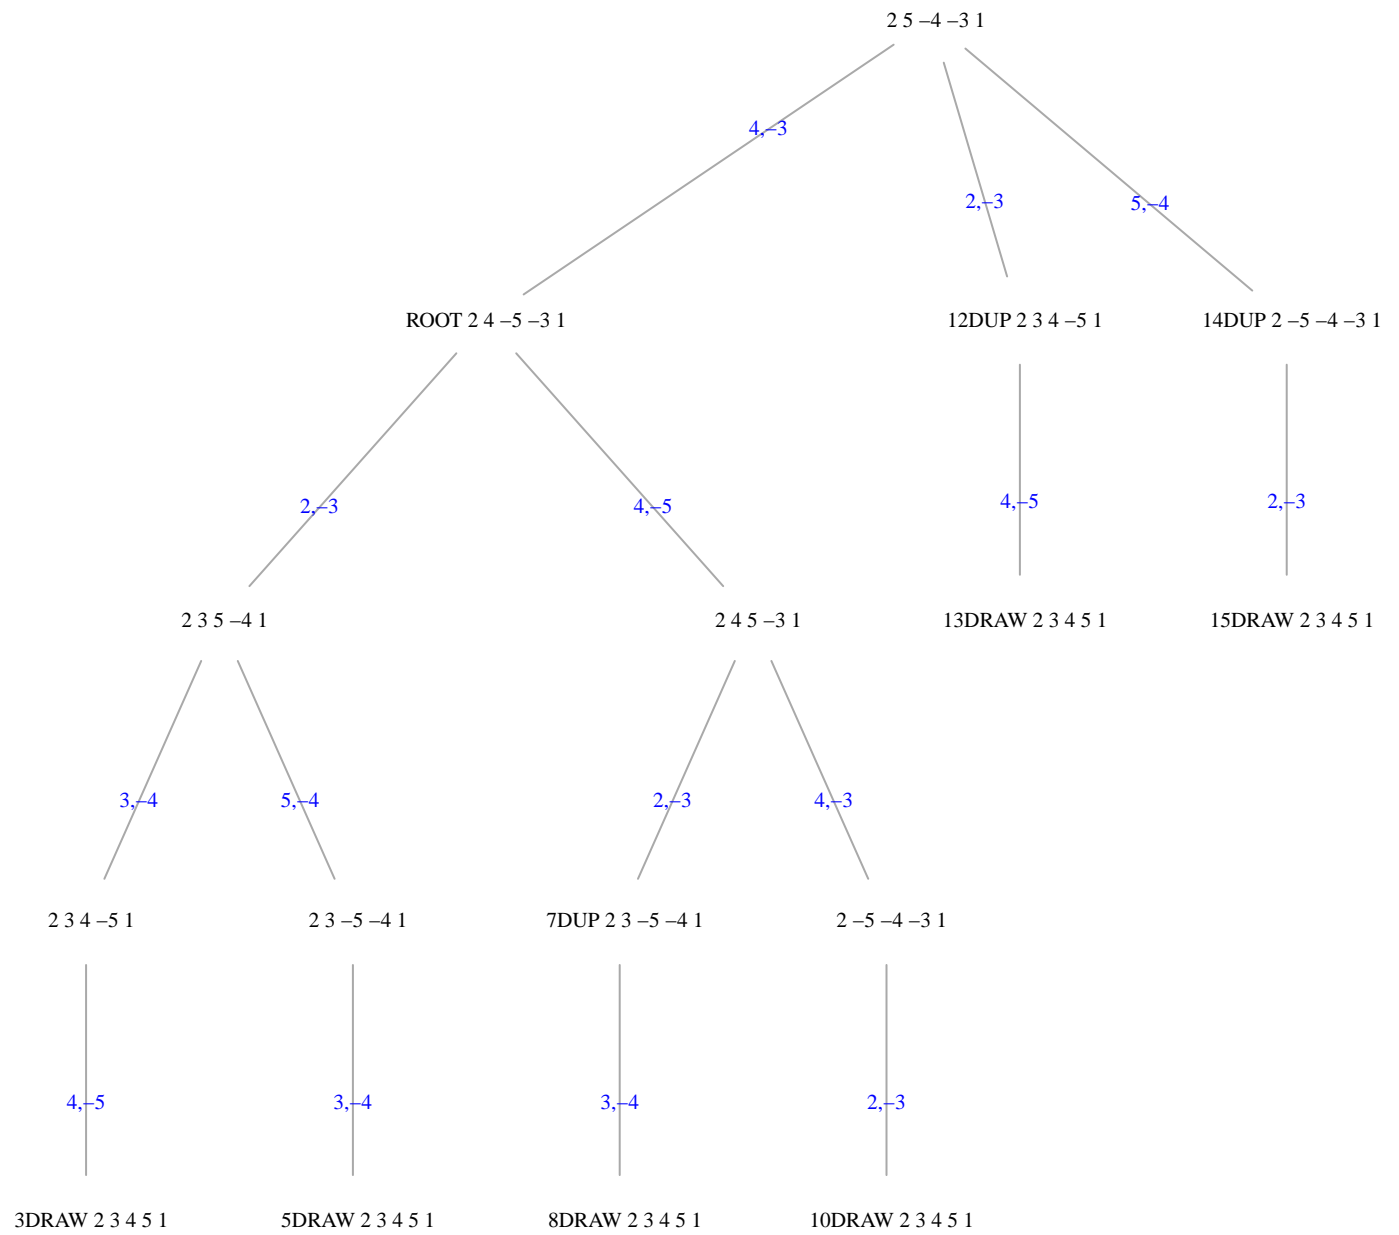 2 5 –4 –3 1
4,–3
2,–3
5,–4
ROOT 2 4 –5 –3 1
12DUP 2 3 4 –5 1
14DUP 2 –5 –4 –3 1
2,–3
4,–5
4,–5
2,–3
2 3 5 –4 1
2 4 5 –3 1
13DRAW 2 3 4 5 1
15DRAW 2 3 4 5 1
3,–4
5,–4
2,–3
4,–3
2 3 4 –5 1
2 3 –5 –4 1
7DUP 2 3 –5 –4 1
2 –5 –4 –3 1
4,–5
3,–4
3,–4
2,–3
3DRAW 2 3 4 5 1
5DRAW 2 3 4 5 1
8DRAW 2 3 4 5 1
10DRAW 2 3 4 5 1